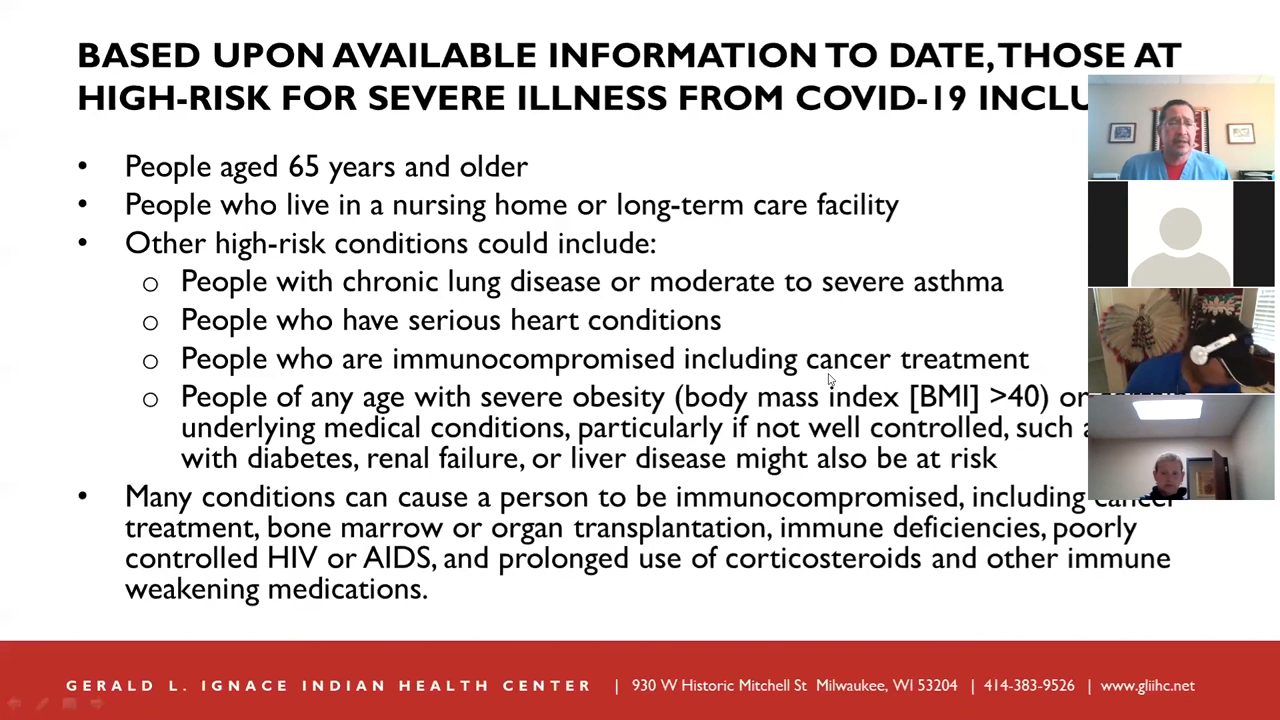 BASED UPON AVAILABLE INFORMATION TO DATE, THOSE AT
HIGH-RISK FOR SEVERE ILLNESS FROM COVID-19
• People aged 65 years and older
• People who live in a nursing home or long-term care facility
• Other high-risk conditions could include:
o People with chronic lung disease or moderate to severe asthma
o People who have serious heart conditions
o People who are immunocompromised including cancer treatment
o People of any age with severe obesity (body mass index [BMI] >40) or
underlying medical conditions, particularly if not well controlled, such
with diabetes, renal failure, or liver disease might also be at risk
• Many conditions can cause a person to be immunocompromised, including cancer
treatment, bone marrow or organ transplantation, immune deficiencies, poorly
controlled HIV or AIDS, and prolonged use of corticosteroids and other immune
weakening medications.
GERALD L. IGNACE INDIAN HEALTH CENTER | 930 W Historic Mitchell St Milwaukee, WI 53204 | 414-383-9526 | www.gliihc.net